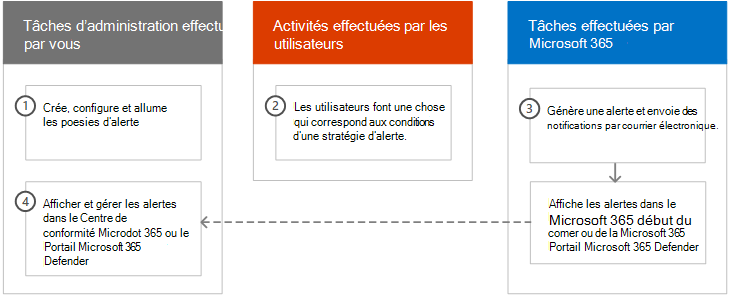 Tâches d'administration effectu
par vous
Activités effectuées par les
utilisateurs
Tâches effectuées par
Microsoft 365
1
Crée, configure et allume
les poesies d'alerte
2
Les utilisateurs font une chose
qui correspond aux conditions
d'une stratégie d'alerte.
3
Génère une alerte et envoie des
notifications par courrier électronique.
4
Afficher et gérer les alertes
dans le Centre de
conformité Microdot 365 ou le
Portail Microsoft 365
Defender
Affiche les alertes dans le
Microsoft 365 début du
comer ou de la Microsoft 365
Portail Microsoft 365 Defender